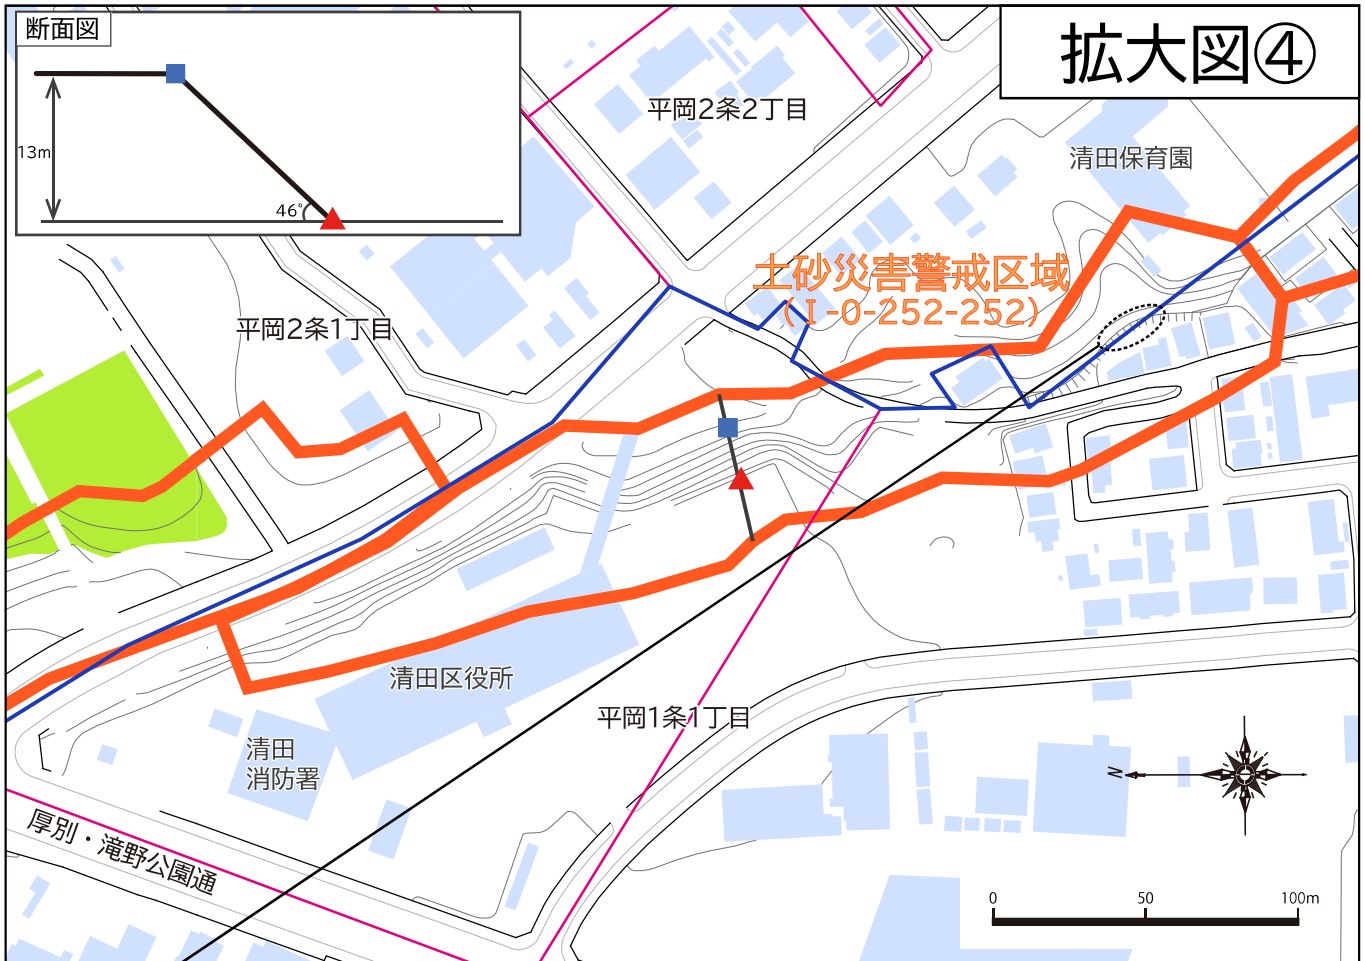 断面図
13m
46°
拡大図④
平岡2条2丁目
清田保育園
土砂災害警戒区域
(Ⅰ-0-252-252)
平岡2条1丁目
清田区役所
平岡1条1丁目
清田
消防署
厚別・滝野公園通
N
0 50 100m